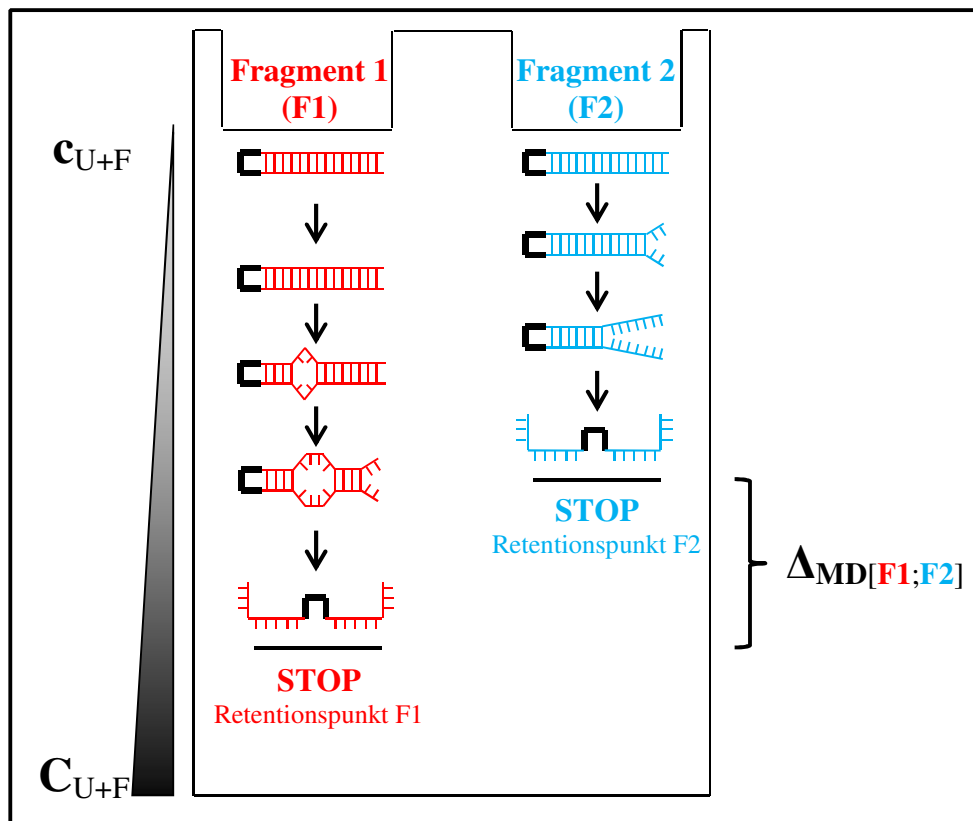 Fragment 1
(F1)
Fragment 2
(F2)
cU+F
STOP
Retentionspunkt F2
ΔMD[F1;F2]
STOP
Retentionspunkt F1
CU+F